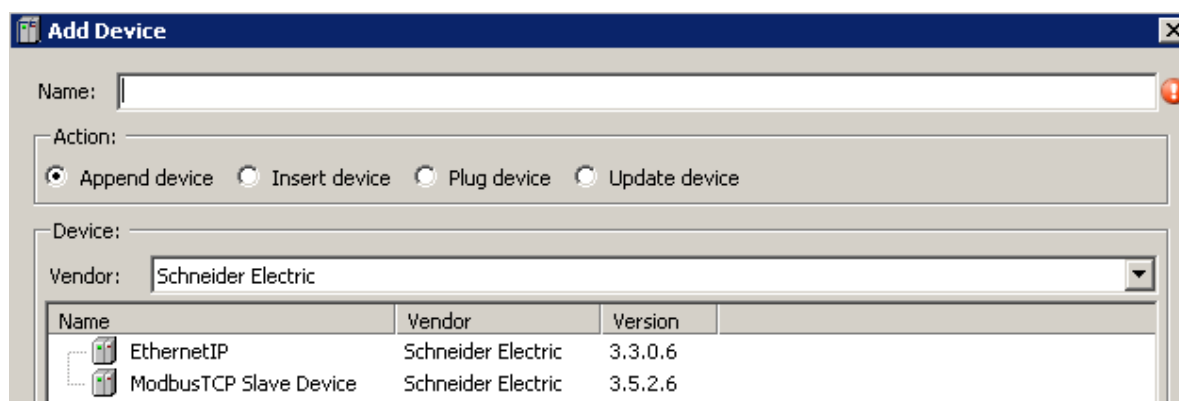 Add Device
Name:
Action:
Append device Insert device Plug device Update device
Device:
Vendor: Schneider Electric
Name Vendor Version
EthernetIP Schneider Electric 3.3.0.6
ModbusTCP Slave Device Schneider Electric 3.5.2.6